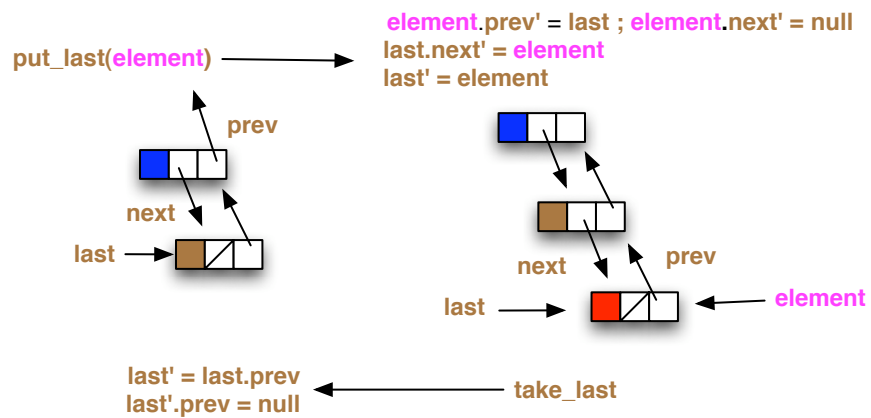 element.prev' = last ; element.next' = null
put_last(element)
last.next' = element
last' = element
prev
next
last
next
prev
last
element
last' = last.prev
take_last
last'.prev = null